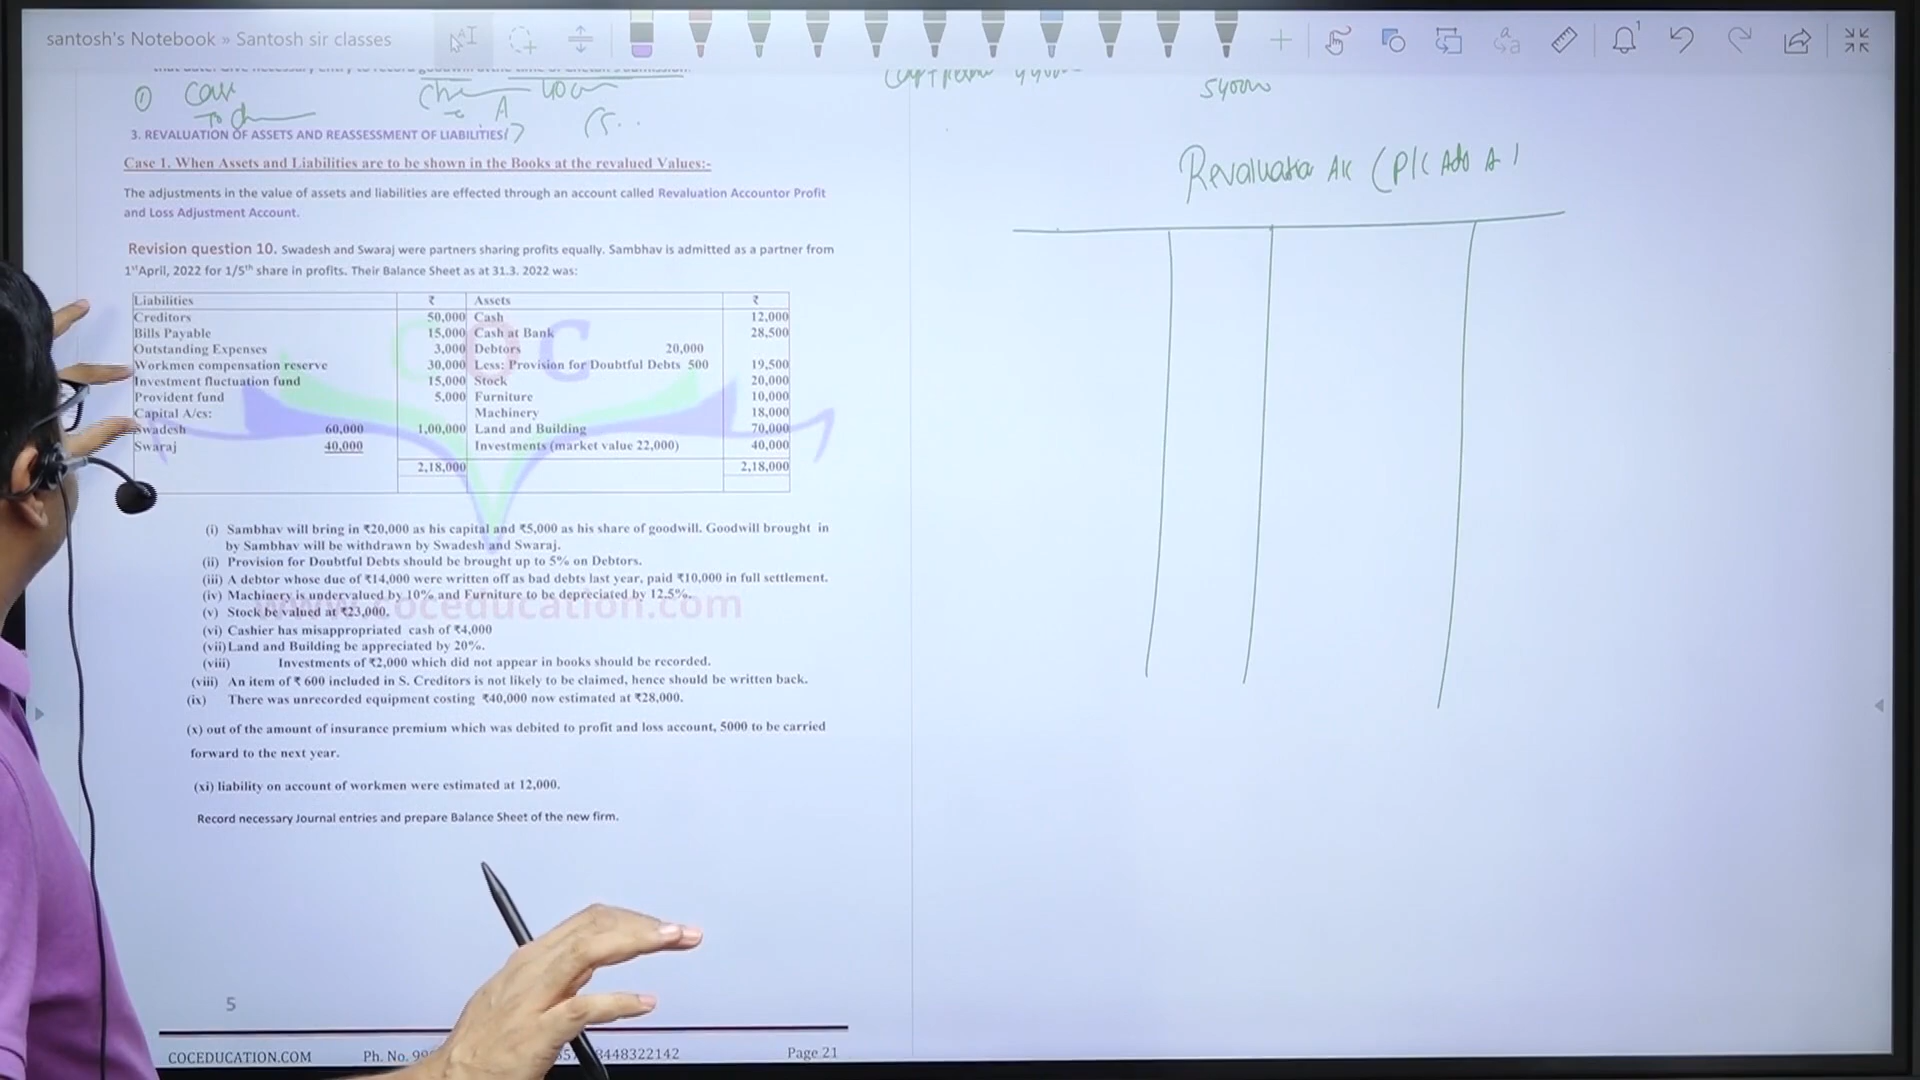 santosh's Notebook » Santosh sir classes
① Cash
To
A
3. REVALUATION OF ASSETS AND REASSESSMENT OF LIABILITIES
Case 1. When Assets and Liabilities are to be shown in the Books at the revalued Values:-
The adjustments in the value of assets and liabilities are effected through an account called Revaluation Accountor Profit
and Loss Adjustment Account.
Revision question 10. Swadesh and Swaraj were partners sharing profits equally. Sambhav is admitted as a partner from
1st April, 2022 for 1/5th share in profits. Their Balance Sheet as at 31.3. 2022 was:
Liabilities ₹ Assets ₹
Creditors 50,000 Cash 12,000
Bills Payable 15,000 Cash at Bank 28,500
Outstanding Expenses 3,000 Debtors 20,000
Workmen compensation reserve 30,000 Less: Provision for Doubtful Debts 500 19,500
Investment fluctuation fund 15,000 Stock 20,000
Provident fund 5,000 Furniture 10,000
Capital A/cs: Machinery 18,000
Swadesh 60,000 1,00,000 Land and Building 70,000
Swaraj 40,000 Investments (market value 22,000) 40,000
2,18,000 2,18,000
(i) Sambhav will bring in ₹20,000 as his capital and ₹5,000 as his share of goodwill. Goodwill brought in
by Sambhav will be withdrawn by Swadesh and Swaraj.
(ii) Provision for Doubtful Debts should be brought up to 5% on Debtors.
(iii) A debtor whose due of ₹14,000 were written off as bad debts last year, paid ₹10,000 in full settlement.
(iv) Machinery is undervalued by 10% and Furniture to be depreciated by 12.5%.
(v) Stock be valued at ₹23,000.
(vi) Cashier has misappropriated cash of ₹4,000
(vii) Land and Building be appreciated by 20%.
(viii) Investments of ₹2,000 which did not appear in books should be recorded.
(viii) An item of ₹ 600 included in S. Creditors is not likely to be claimed, hence should be written back.
(ix) There was unrecorded equipment costing ₹40,000 now estimated at ₹28,000.
(x) out of the amount of insurance premium which was debited to profit and loss account, 5000 to be carried
forward to the next year.
(xi) liability on account of workmen were estimated at 12,000.
Record necessary Journal entries and prepare Balance Sheet of the new firm.
COC
www.coceducation.com
5
COCEDUCATION.COM Ph. No. 8448322142 Page 21
54000
Revaluation A/c (P/L Adj A )